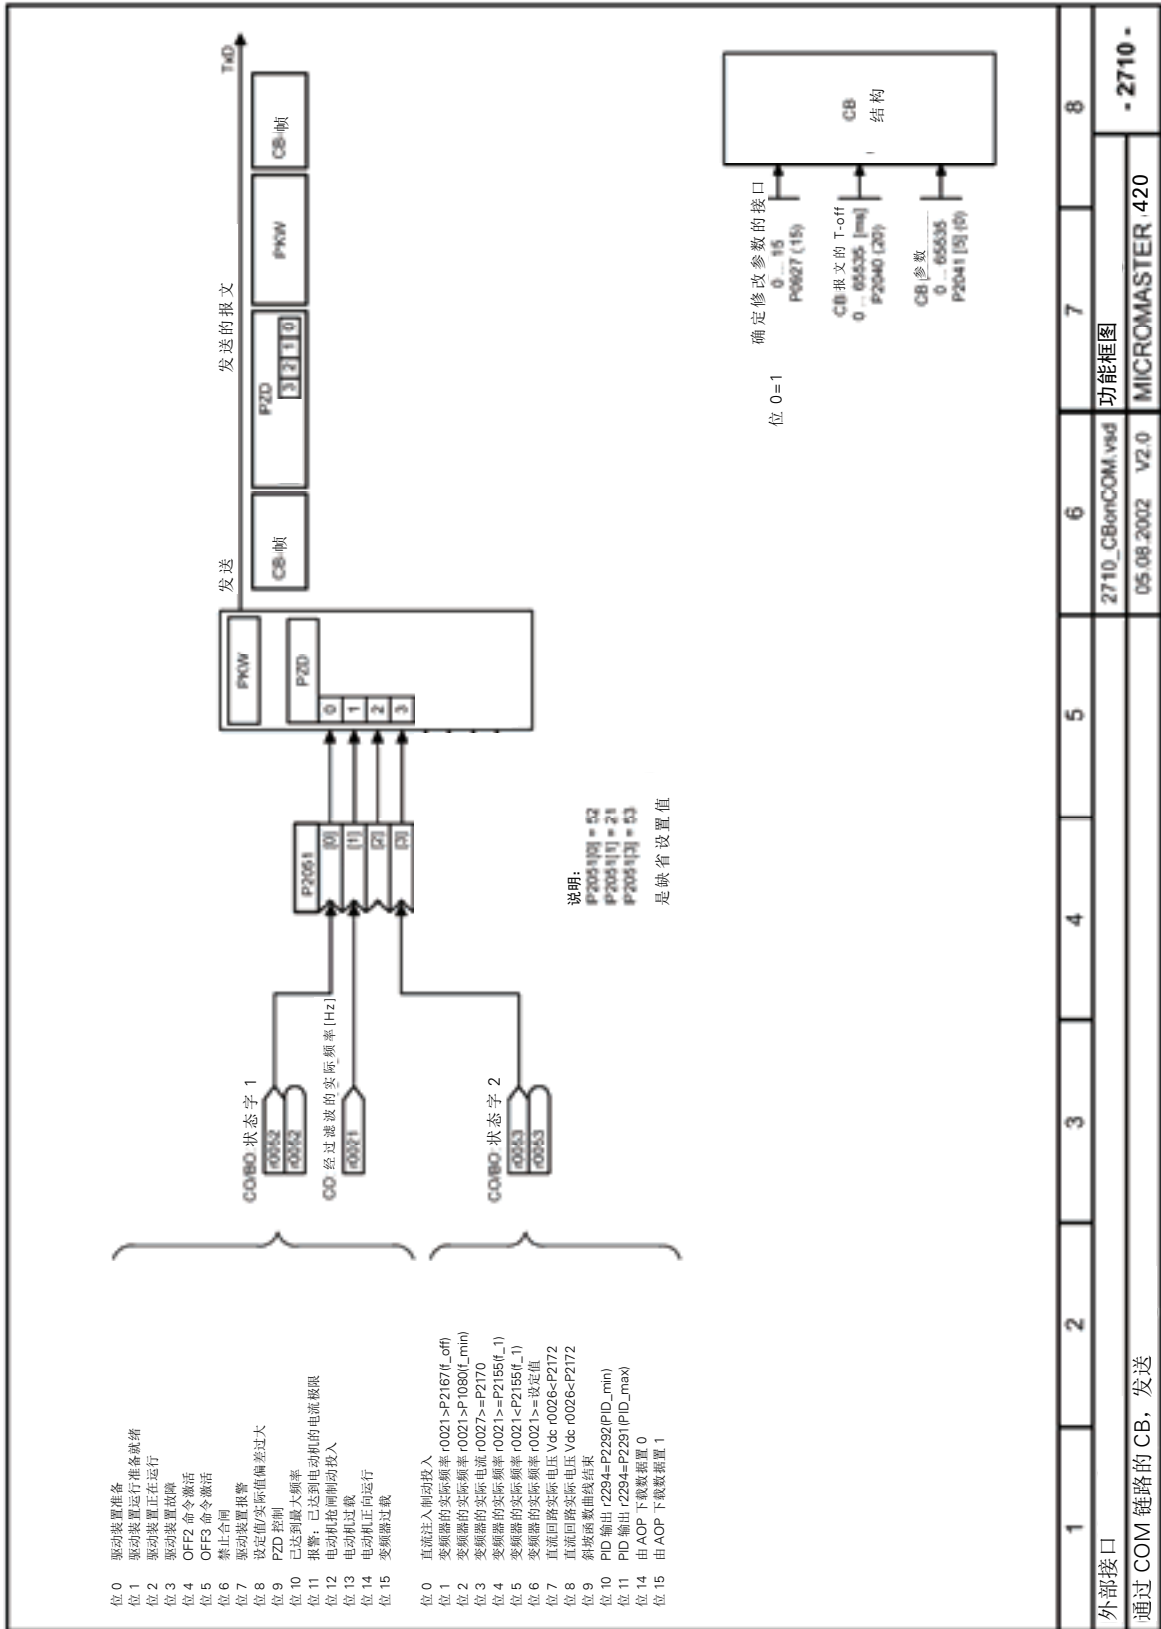 位 0 驱动装置准备
位 1 驱动装置运行准备就绪
位 2 驱动装置正在运行
位 3 驱动装置故障
位 4 OFF2 命令激活
位 5 OFF3 命令激活
位 6 禁止合闸
位 7 驱动装置报警
位 8 设定值/实际值偏差过大
位 9 PZD 控制
位 10 已达到最大频率
位 11 报警：已达到电动机的电流极限
位 12 电动机抱闸制动投入
位 13 电动机过载
位 14 电动机正向运行
位 15 变频器过载
位 0 直流注入制动投入
位 1 变频器的实际频率 r0021>P2167(f_off)
位 2 变频器的实际频率 r0021>P1080(f_min)
位 3 变频器的实际电流 r0027>=P2170
位 4 变频器的实际频率 r0021>=P2155(f_1)
位 5 变频器的实际频率 r0021<P2155(f_1)
位 6 变频器的实际频率 r0021>=设定值
位 7 直流回路实际电压 Vdc r0026<P2172
位 8 直流回路实际电压 Vdc r0026<P2172
位 9 斜坡函数曲线结束
位 10 PID 输出 r2294=P2292(PID_min)
位 11 PID 输出 r2294=P2291(PID_max)
位 14 由 AOP 下载数据置 0
位 15 由 AOP 下载数据置 1
CO/BO 状态字 1
r0052
r0052
CO 经过滤波的实际频率[Hz]
r0021
CO/BO 状态字 2
r0053
r0053
P2051
[0]
[1]
[2]
[3]
说明:
P2051[0] = 52
P2051[1] = 21
P2051[3] = 53
是缺省设置值
PKW
PZD
0
1
2
3
发送
发送的报文
TxD
CB-帧
PZD
3 2 1 0
PKW
CB-帧
位 0=1
确定修改参数的接口
0 ... 15
P0927 (15)
CB 报文的 T-off
0 ... 65535 [ms]
P2040 (20)
CB 参数
0 ... 65535
P2041 [5] (0)
CB
结构
1 2 3 4 5 6 7 8
外部接口
2710_CBonCOM.vsd
功能框图
- 2710 -
通过 COM 链路的 CB，发送
05.08.2002 V2.0
MICROMASTER 420